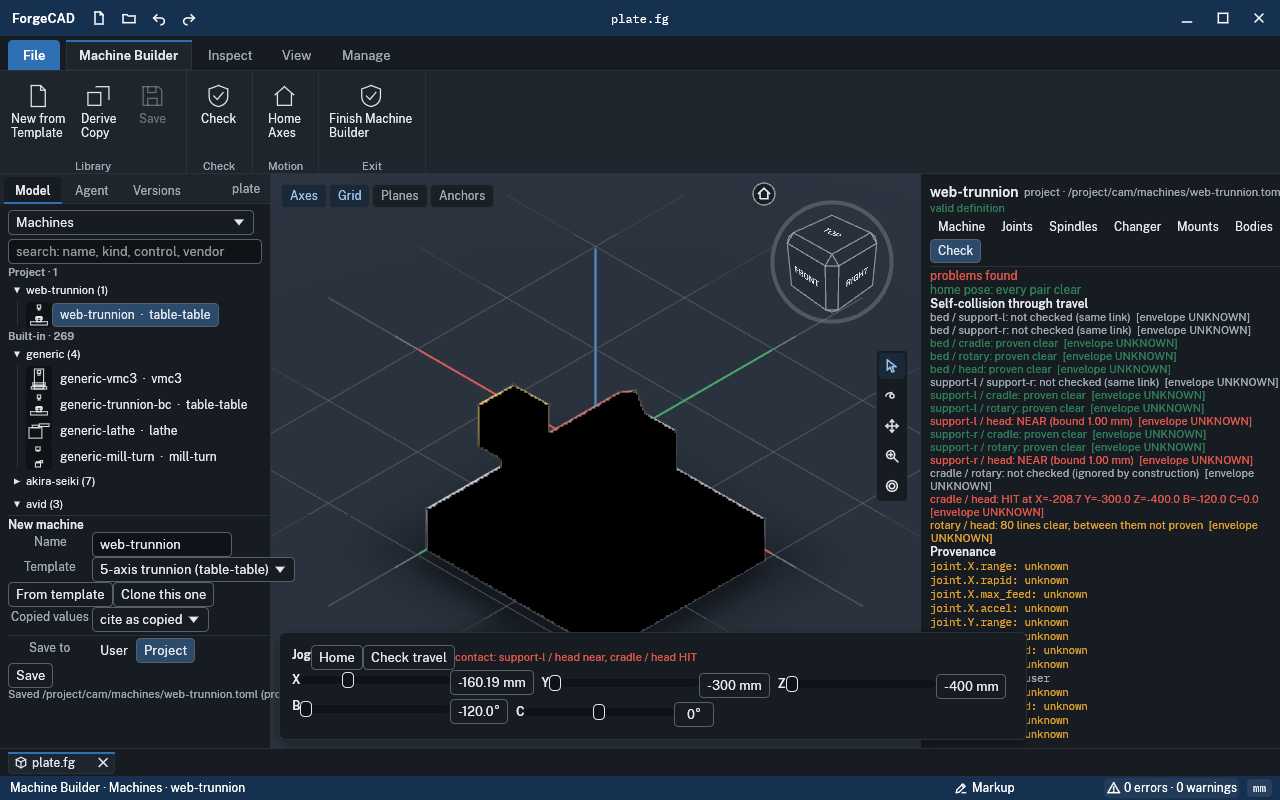 ForgeCAD
plate.fg
File
Machine Builder
Inspect
View
Manage
New from Template
Derive Copy
Save
Check
Home Axes
Finish Machine Builder
Library
Check
Motion
Exit
Model
Agent
Versions
plate
Machines
search: name, kind, control, vendor
Project · 1
web-trunnion (1)
web-trunnion · table-table
Built-in · 269
generic (4)
generic-vmc3 · vmc3
generic-trunnion-bc · table-table
generic-lathe · lathe
generic-mill-turn · mill-turn
akira-seiki (7)
avid (3)
New machine
Name web-trunnion
Template 5-axis trunnion (table-table)
From template Clone this one
Copied values cite as copied
Save to User Project
Save
Saved /project/cam/machines/web-trunnion.toml (pro
Axes Grid Planes Anchors
TOP
FRONT
RIGHT
Jog Home Check travel contact: support-l / head near, cradle / head HIT
X -160.19 mm Y -300 mm Z -400 mm
B -120.0° C 0°
web-trunnion project · /project/cam/machines/web-trunnion.tom
valid definition
Machine Joints Spindles Changer Mounts Bodies
Check
problems found
home pose: every pair clear
Self-collision through travel
bed / support-l: not checked (same link) [envelope UNKNOWN]
bed / support-r: not checked (same link) [envelope UNKNOWN]
bed / cradle: proven clear [envelope UNKNOWN]
bed / rotary: proven clear [envelope UNKNOWN]
bed / head: proven clear [envelope UNKNOWN]
support-l / support-r: not checked (same link) [envelope UNKNOWN]
support-l / cradle: proven clear [envelope UNKNOWN]
support-l / rotary: proven clear [envelope UNKNOWN]
support-l / head: NEAR (bound 1.00 mm) [envelope UNKNOWN]
support-r / cradle: proven clear [envelope UNKNOWN]
support-r / rotary: proven clear [envelope UNKNOWN]
support-r / head: NEAR (bound 1.00 mm) [envelope UNKNOWN]
cradle / rotary: not checked (ignored by construction) [envelope
UNKNOWN]
cradle / head: HIT at X=-208.7 Y=-300.0 Z=-400.0 B=-120.0 C=0.0
[envelope UNKNOWN]
rotary / head: 80 lines clear, between them not proven [envelope
UNKNOWN]
Provenance
joint.X.range: unknown
joint.X.rapid: unknown
joint.X.max_feed: unknown
joint.X.accel: unknown
joint.Y.range: unknown
unknown
d: unknown
unknown
user
unknown
d: unknown
unknown
unknown
plate.fg
Machine Builder · Machines · web-trunnion
Markup
0 errors · 0 warnings
mm